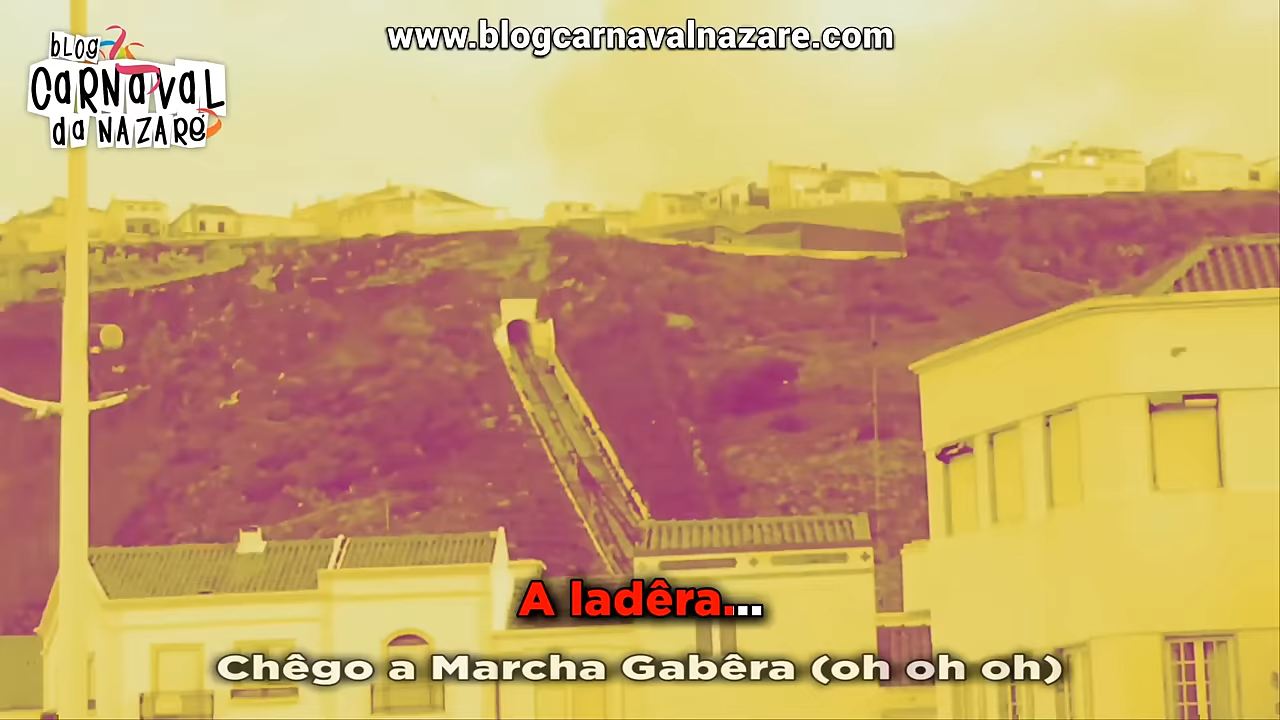 www.blogcarnavalnazare.com
BLOG
CARNAVAL
da NAZARÉ
A ladêra...
Chêgo a Marcha Gabêra (oh oh oh)